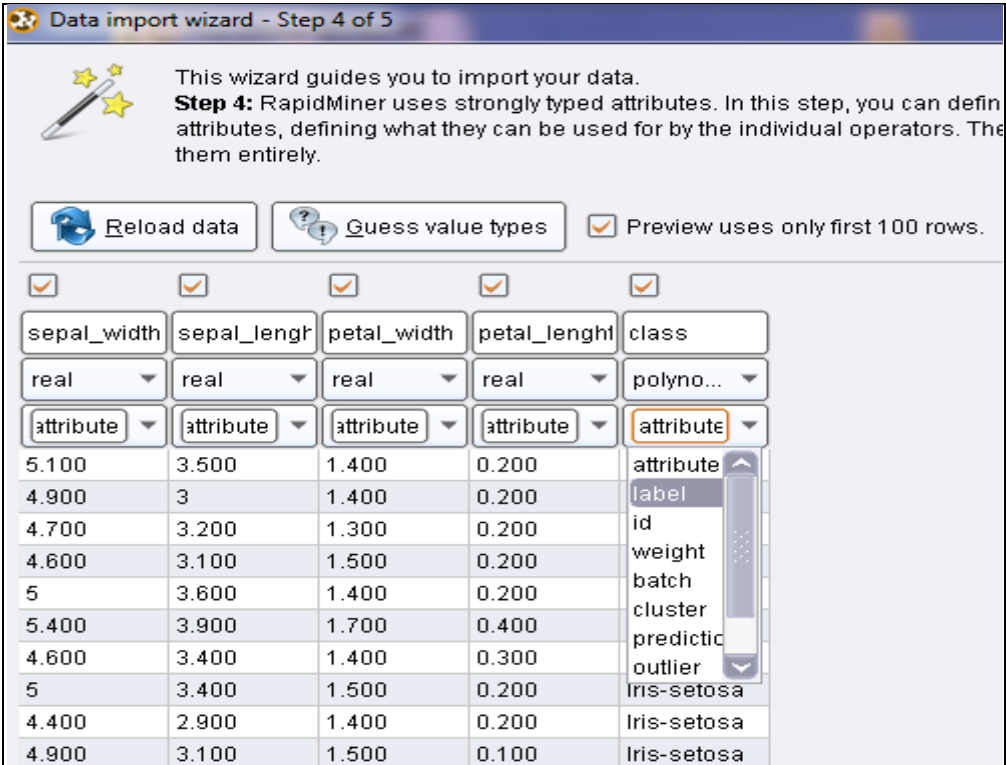 Data import wizard - Step 4 of 5
This wizard guides you to import your data.
Step 4: RapidMiner uses strongly typed attributes. In this step, you can defin
attributes, defining what they can be used for by the individual operators. The
them entirely.
Reload data Guess value types Preview uses only first 100 rows.
sepal_width sepal_lenghr petal_width petal_lenght class
real real real real polyno...
attribute attribute attribute attribute attribute
5.100 3.500 1.400 0.200 attribute
4.900 3 1.400 0.200 label
4.700 3.200 1.300 0.200 id
4.600 3.100 1.500 0.200 weight
5 3.600 1.400 0.200 batch
5.400 3.900 1.700 0.400 cluster
4.600 3.400 1.400 0.300 predictic
outlier
5 3.400 1.500 0.200 Iris-setosa
4.400 2.900 1.400 0.200 Iris-setosa
4.900 3.100 1.500 0.100 Iris-setosa